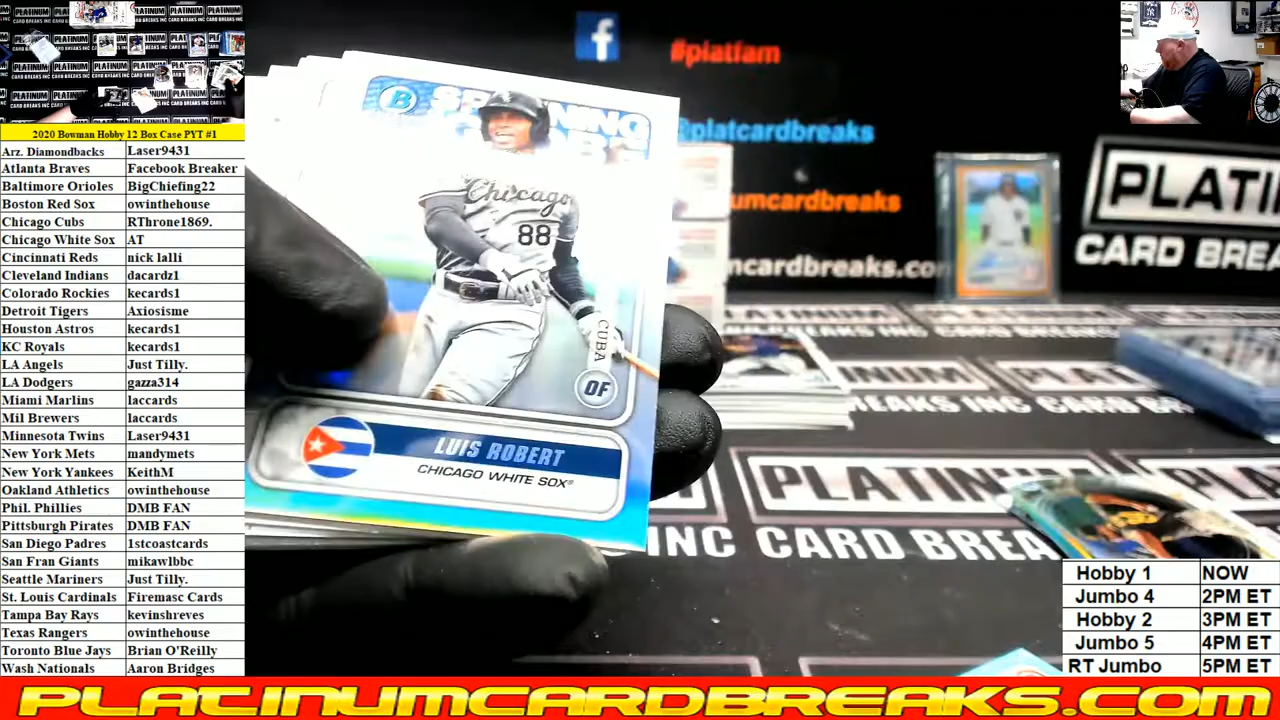 2020 Bowman Hobby 12 Box Case PYT #1
Arz. Diamondbacks Laser9431
Atlanta Braves Facebook Breaker
Baltimore Orioles BigChiefing22
Boston Red Sox owinthehouse
Chicago Cubs RThrone1869.
Chicago White Sox AT
Cincinnati Reds nick lalli
Cleveland Indians dacardz1
Colorado Rockies kecards1
Detroit Tigers Axiosisme
Houston Astros kecards1
KC Royals kecards1
LA Angels Just Tilly.
LA Dodgers gazza314
Miami Marlins laccards
Mil Brewers laccards
Minnesota Twins Laser9431
New York Mets mandymets
New York Yankees KeithM
Oakland Athletics owinthehouse
Phil. Phillies DMB FAN
Pittsburgh Pirates DMB FAN
San Diego Padres 1stcoastcards
San Fran Giants mikawlbbc
Seattle Mariners Just Tilly.
St. Louis Cardinals Firemasc Cards
Tampa Bay Rays kevinshreves
Texas Rangers owinthehouse
Toronto Blue Jays Brian O'Reilly
Wash Nationals Aaron Bridges
f #platfam
@platcardbreaks
umcardbreaks
mcardbreaks.co
B
Chicago
88
CUBA
OF
LUIS ROBERT
CHICAGO WHITE SOX
PLATI
CARD BREAKS
PLATINUM
INC CARD BREA
Hobby 1 NOW
Jumbo 4 2PM ET
Hobby 2 3PM ET
Jumbo 5 4PM ET
RT Jumbo 5PM ET
PLATINUMCARDBREAKS.COM